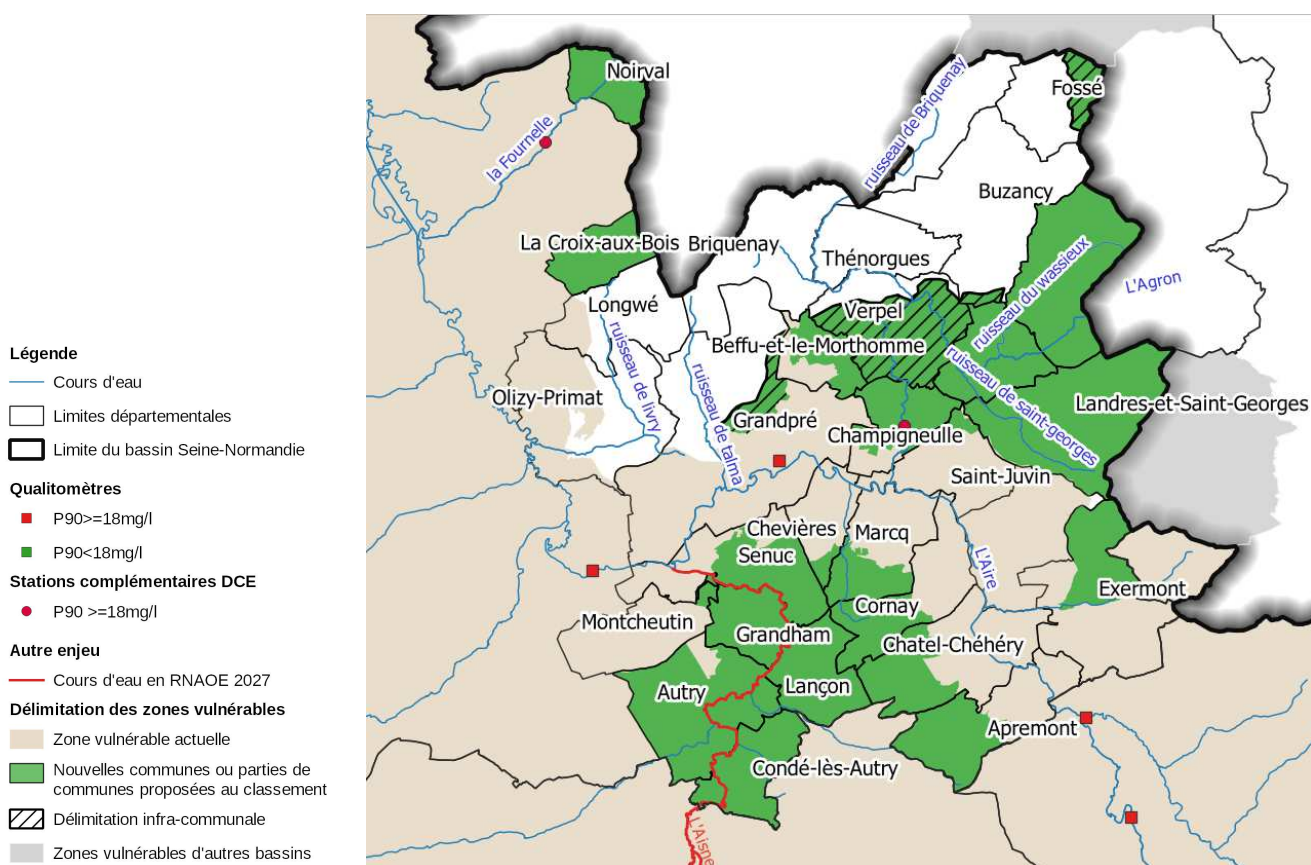 Légende
Cours d'eau
Limites départementales
Limite du bassin Seine-Normandie
Qualitomètres
P90>=18mg/l
P90<18mg/l
Stations complémentaires DCE
P90 >=18mg/l
Autre enjeu
Cours d'eau en RNAOE 2027
Délimitation des zones vulnérables
Zone vulnérable actuelle
Nouvelles communes ou parties de
communes proposées au classement
Délimitation infra-communale
Zones vulnérables d'autres bassins
Noirval
la Fournelle
ruisseau de Briquenay
Fossé
Buzancy
La Croix-aux-Bois
Briquenay
Thénorgues
ruisseau du wassieux
L'Agron
Longwé
Verpel
Beffu-et-le-Morthomme
ruisseau de livry
ruisseau de talma
ruisseau de saint-georges
Olizy-Primat
Landres-et-Saint-Georges
Grandpré
Champigneulle
Saint-Juvin
Chevières
Marcq
Senuc
L'Aire
Exermont
Cornay
Montcheutin
Grandham
Chatel-Chéhéry
Autry
Lançon
Apremont
Condé-lès-Autry
L'Aisne